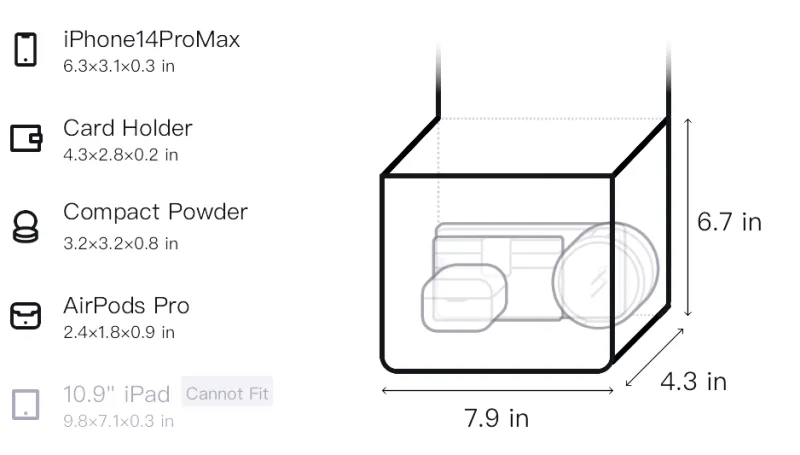 iPhone14ProMax
6.3×3.1×0.3 in
Card Holder
4.3×2.8×0.2 in
Compact Powder
3.2×3.2×0.8 in
AirPods Pro
2.4×1.8×0.9 in
10.9" iPad Cannot Fit
9.8×7.1×0.3 in
6.7 in
4.3 in
7.9 in